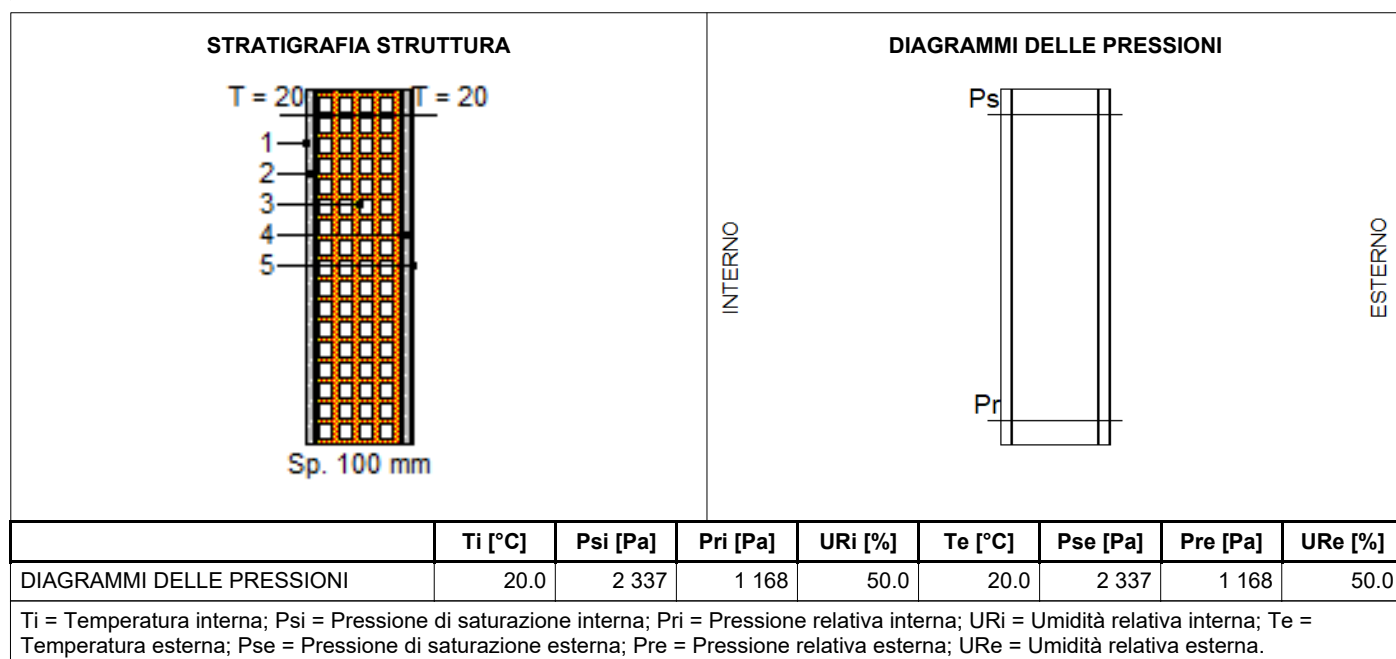 STRATIGRAFIA STRUTTURA
T = 20 T = 20
1
2
3
4
5
Sp. 100 mm
DIAGRAMMI DELLE PRESSIONI
Ps
Pr
INTERNO
ESTERNO
Ti [°C] Psi [Pa] Pri [Pa] URi [%] Te [°C] Pse [Pa] Pre [Pa] URe [%]
DIAGRAMMI DELLE PRESSIONI 20.0 2 337 1 168 50.0 20.0 2 337 1 168 50.0
Ti = Temperatura interna; Psi = Pressione di saturazione interna; Pri = Pressione relativa interna; URi = Umidità relativa interna; Te =
Temperatura esterna; Pse = Pressione di saturazione esterna; Pre = Pressione relativa esterna; URe = Umidità relativa esterna.